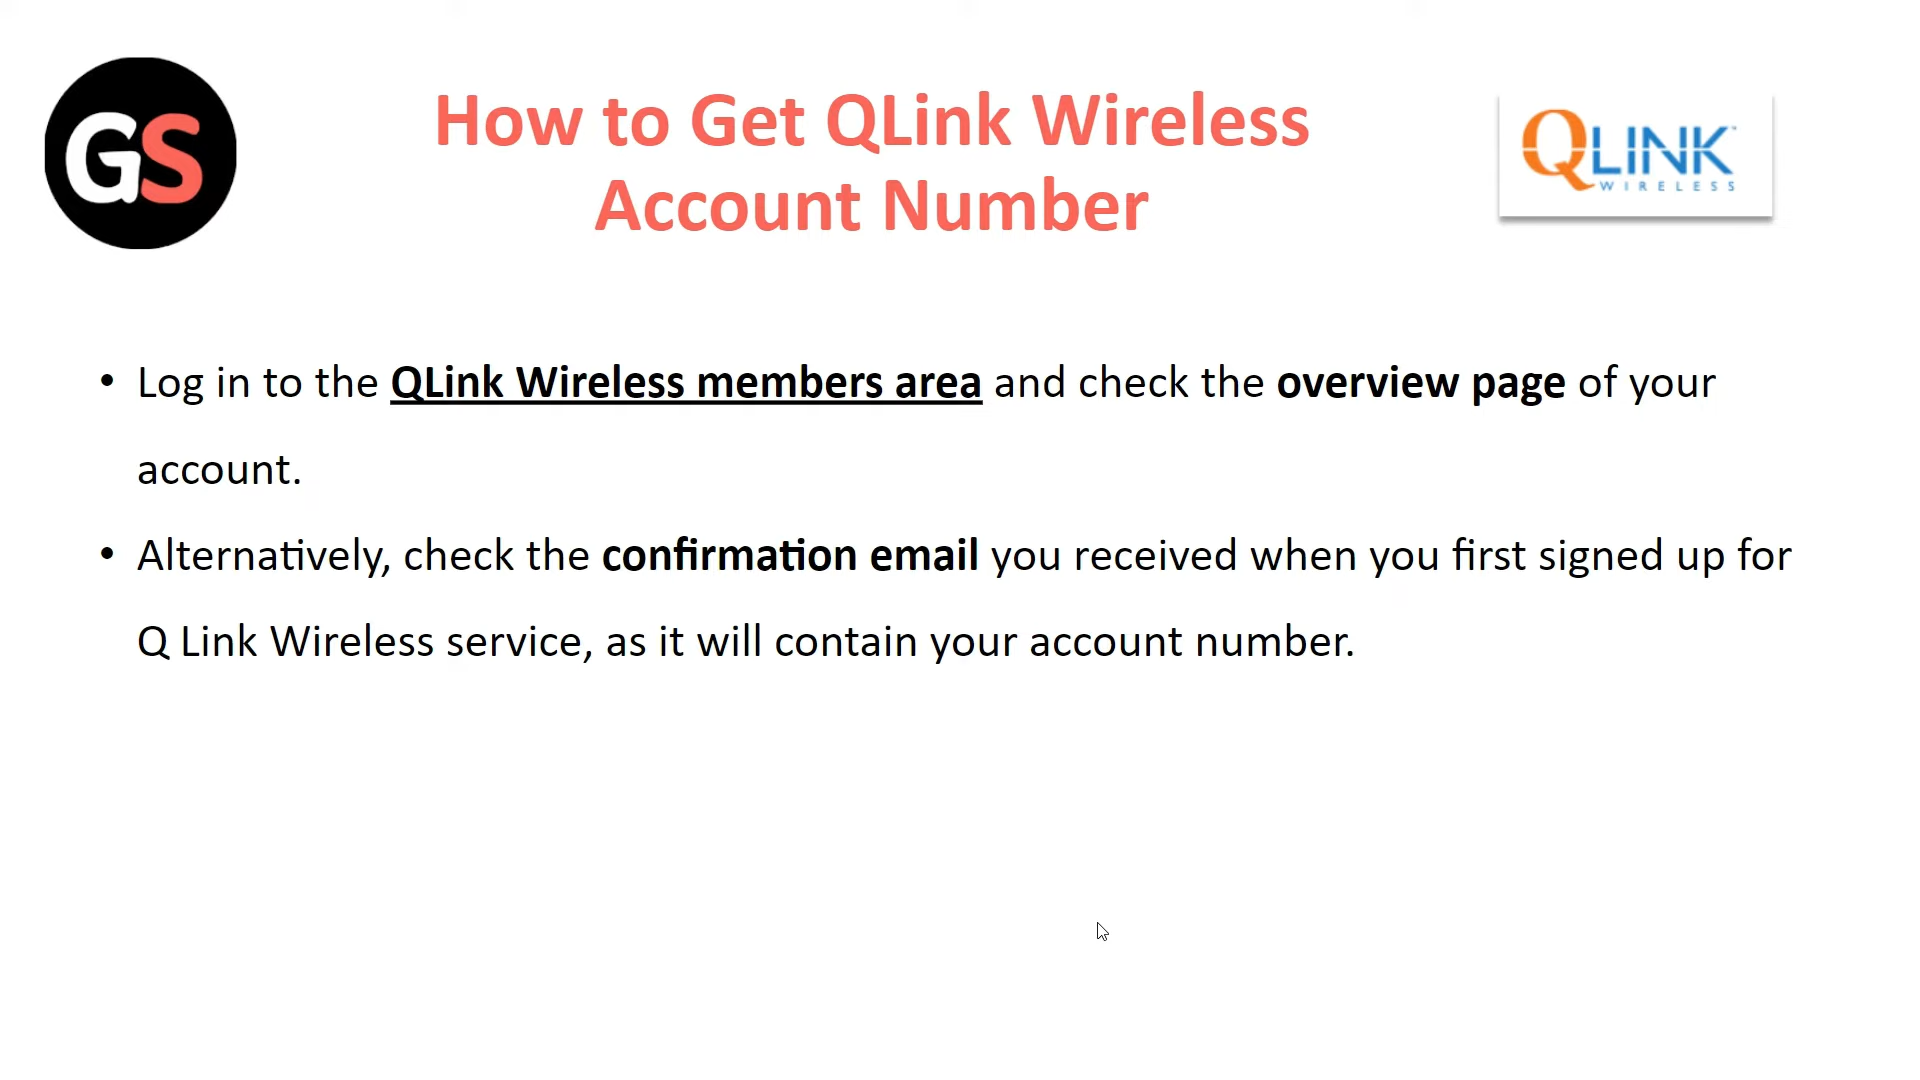 GS
How to Get QLink Wireless
Account Number
QLINK™
WIRELESS
• Log in to the QLink Wireless members area and check the overview page of your
account.
• Alternatively, check the confirmation email you received when you first signed up for
Q Link Wireless service, as it will contain your account number.